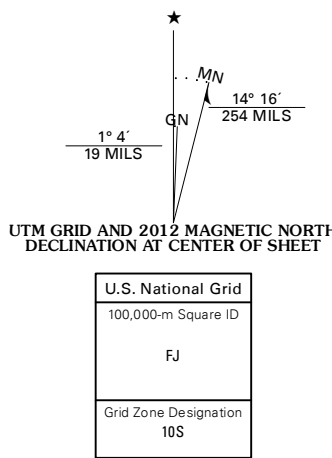 ★
MN
GN
14° 16´
254 MILS
1° 4´
19 MILS
UTM GRID AND 2012 MAGNETIC NORTH
DECLINATION AT CENTER OF SHEET
U.S. National Grid
100,000-m Square ID
FJ
Grid Zone Designation
10S